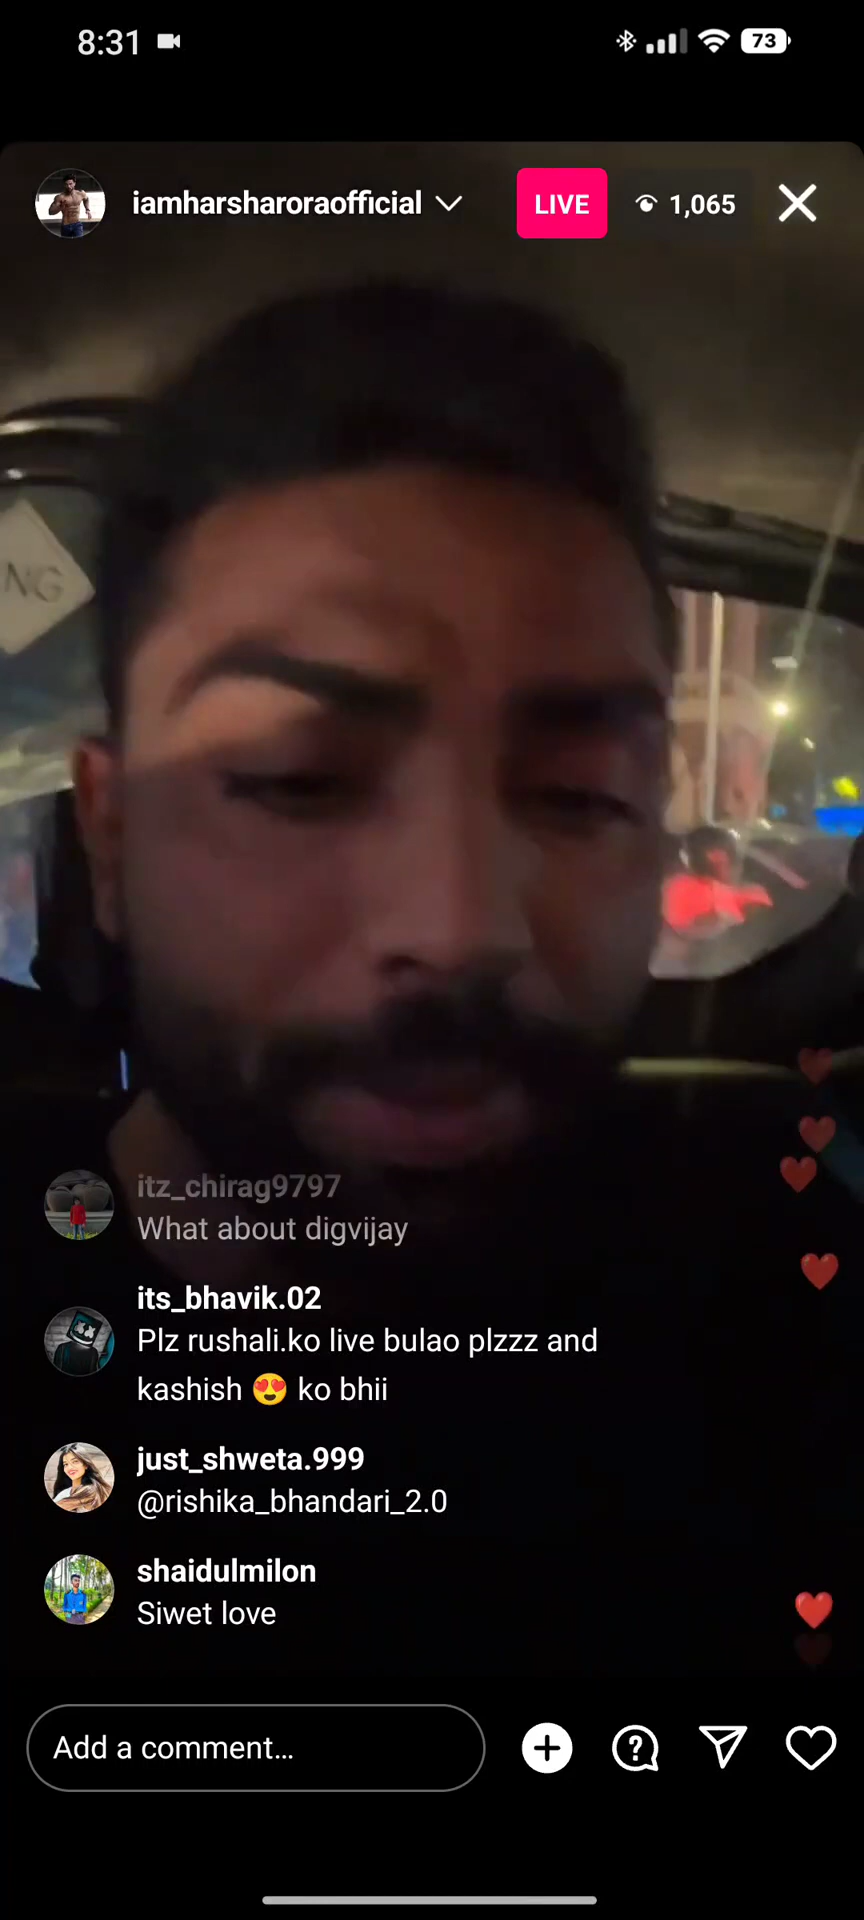 8:31
73
iamharsharoraofficial
LIVE
1,065
NG
itz_chirag9797
What about digvijay
its_bhavik.02
Plz rushali.ko live bulao plzzz and
kashish 😍 ko bhii
just_shweta.999
@rishika_bhandari_2.0
shaidulmilon
Siwet love
Add a comment...